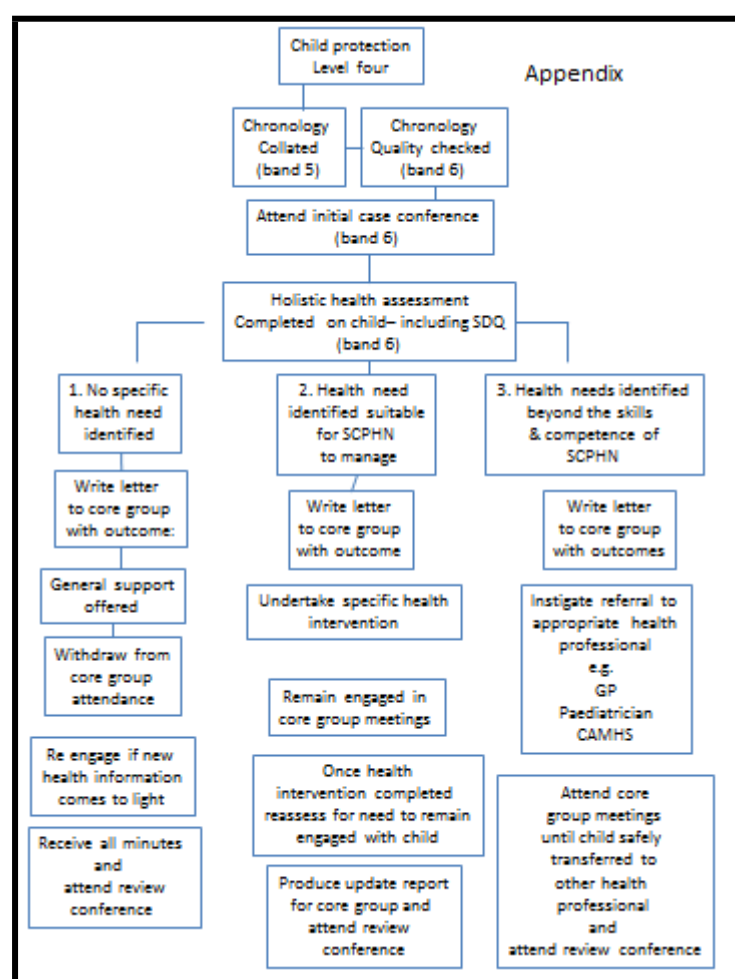 Child protection
Level four
Appendix
Chronology
Collated
(band 5)
Chronology
Quality checked
(band 6)
Attend initial case conference
(band 6)
Holistic health assessment
Completed on child– including SDQ
(band 6)
1. No specific
health need
identified
Write letter
to core group
with outcome:
General support
offered
Withdraw from
core group
attendance
Re engage if new
health information
comes to light
Receive all minutes
and
attend review
conference
2. Health need
identified suitable
for SCPHN
to manage
Write letter
to core group
with outcome
Undertake specific health
intervention
Remain engaged in
core group meetings
Once health
intervention completed
reassess for need to remain
engaged with child
Produce update report
for core group and
attend review
conference
3. Health needs identified
beyond the skills
& competence of
SCPHN
Write letter
to core group
with outcomes
Instigate referral to
appropriate health
professional
e.g.
GP
Paediatrician
CAMHS
Attend core
group meetings
until child safely
transferred to
other health
professional
and
attend review conference